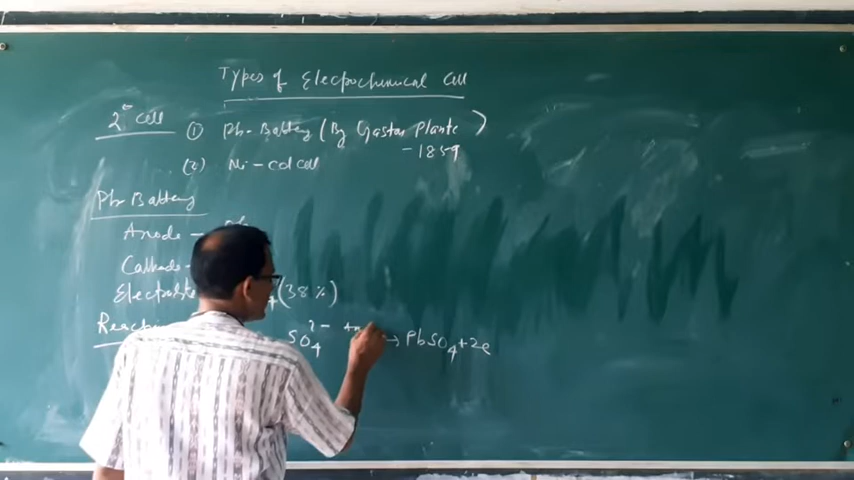 Types of Electrochemical Cell
2° Cell ① Pb-Battery (By Gastan Plante)
-1859
(2) Ni-cd cell
Pb Battery
Anode -
Cathode -
(38%)
SO4 2- → PbSO4+2e